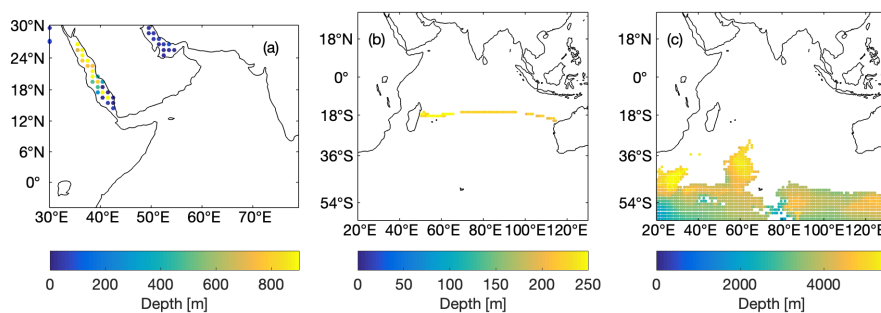 30°N
24°N
18°N
12°N
6°N
0°
(a)
30°E 40°E 50°E 60°E 70°E
0 200 400 600 800
Depth [m]
18°N
0°
18°S
36°S
54°S
(b)
20°E 40°E 60°E 80°E 100°E 120°E
0 50 100 150 200 250
Depth [m]
18°N
0°
18°S
36°S
54°S
(c)
20°E 40°E 60°E 80°E 100°E
0 2000 4000
Depth [m]